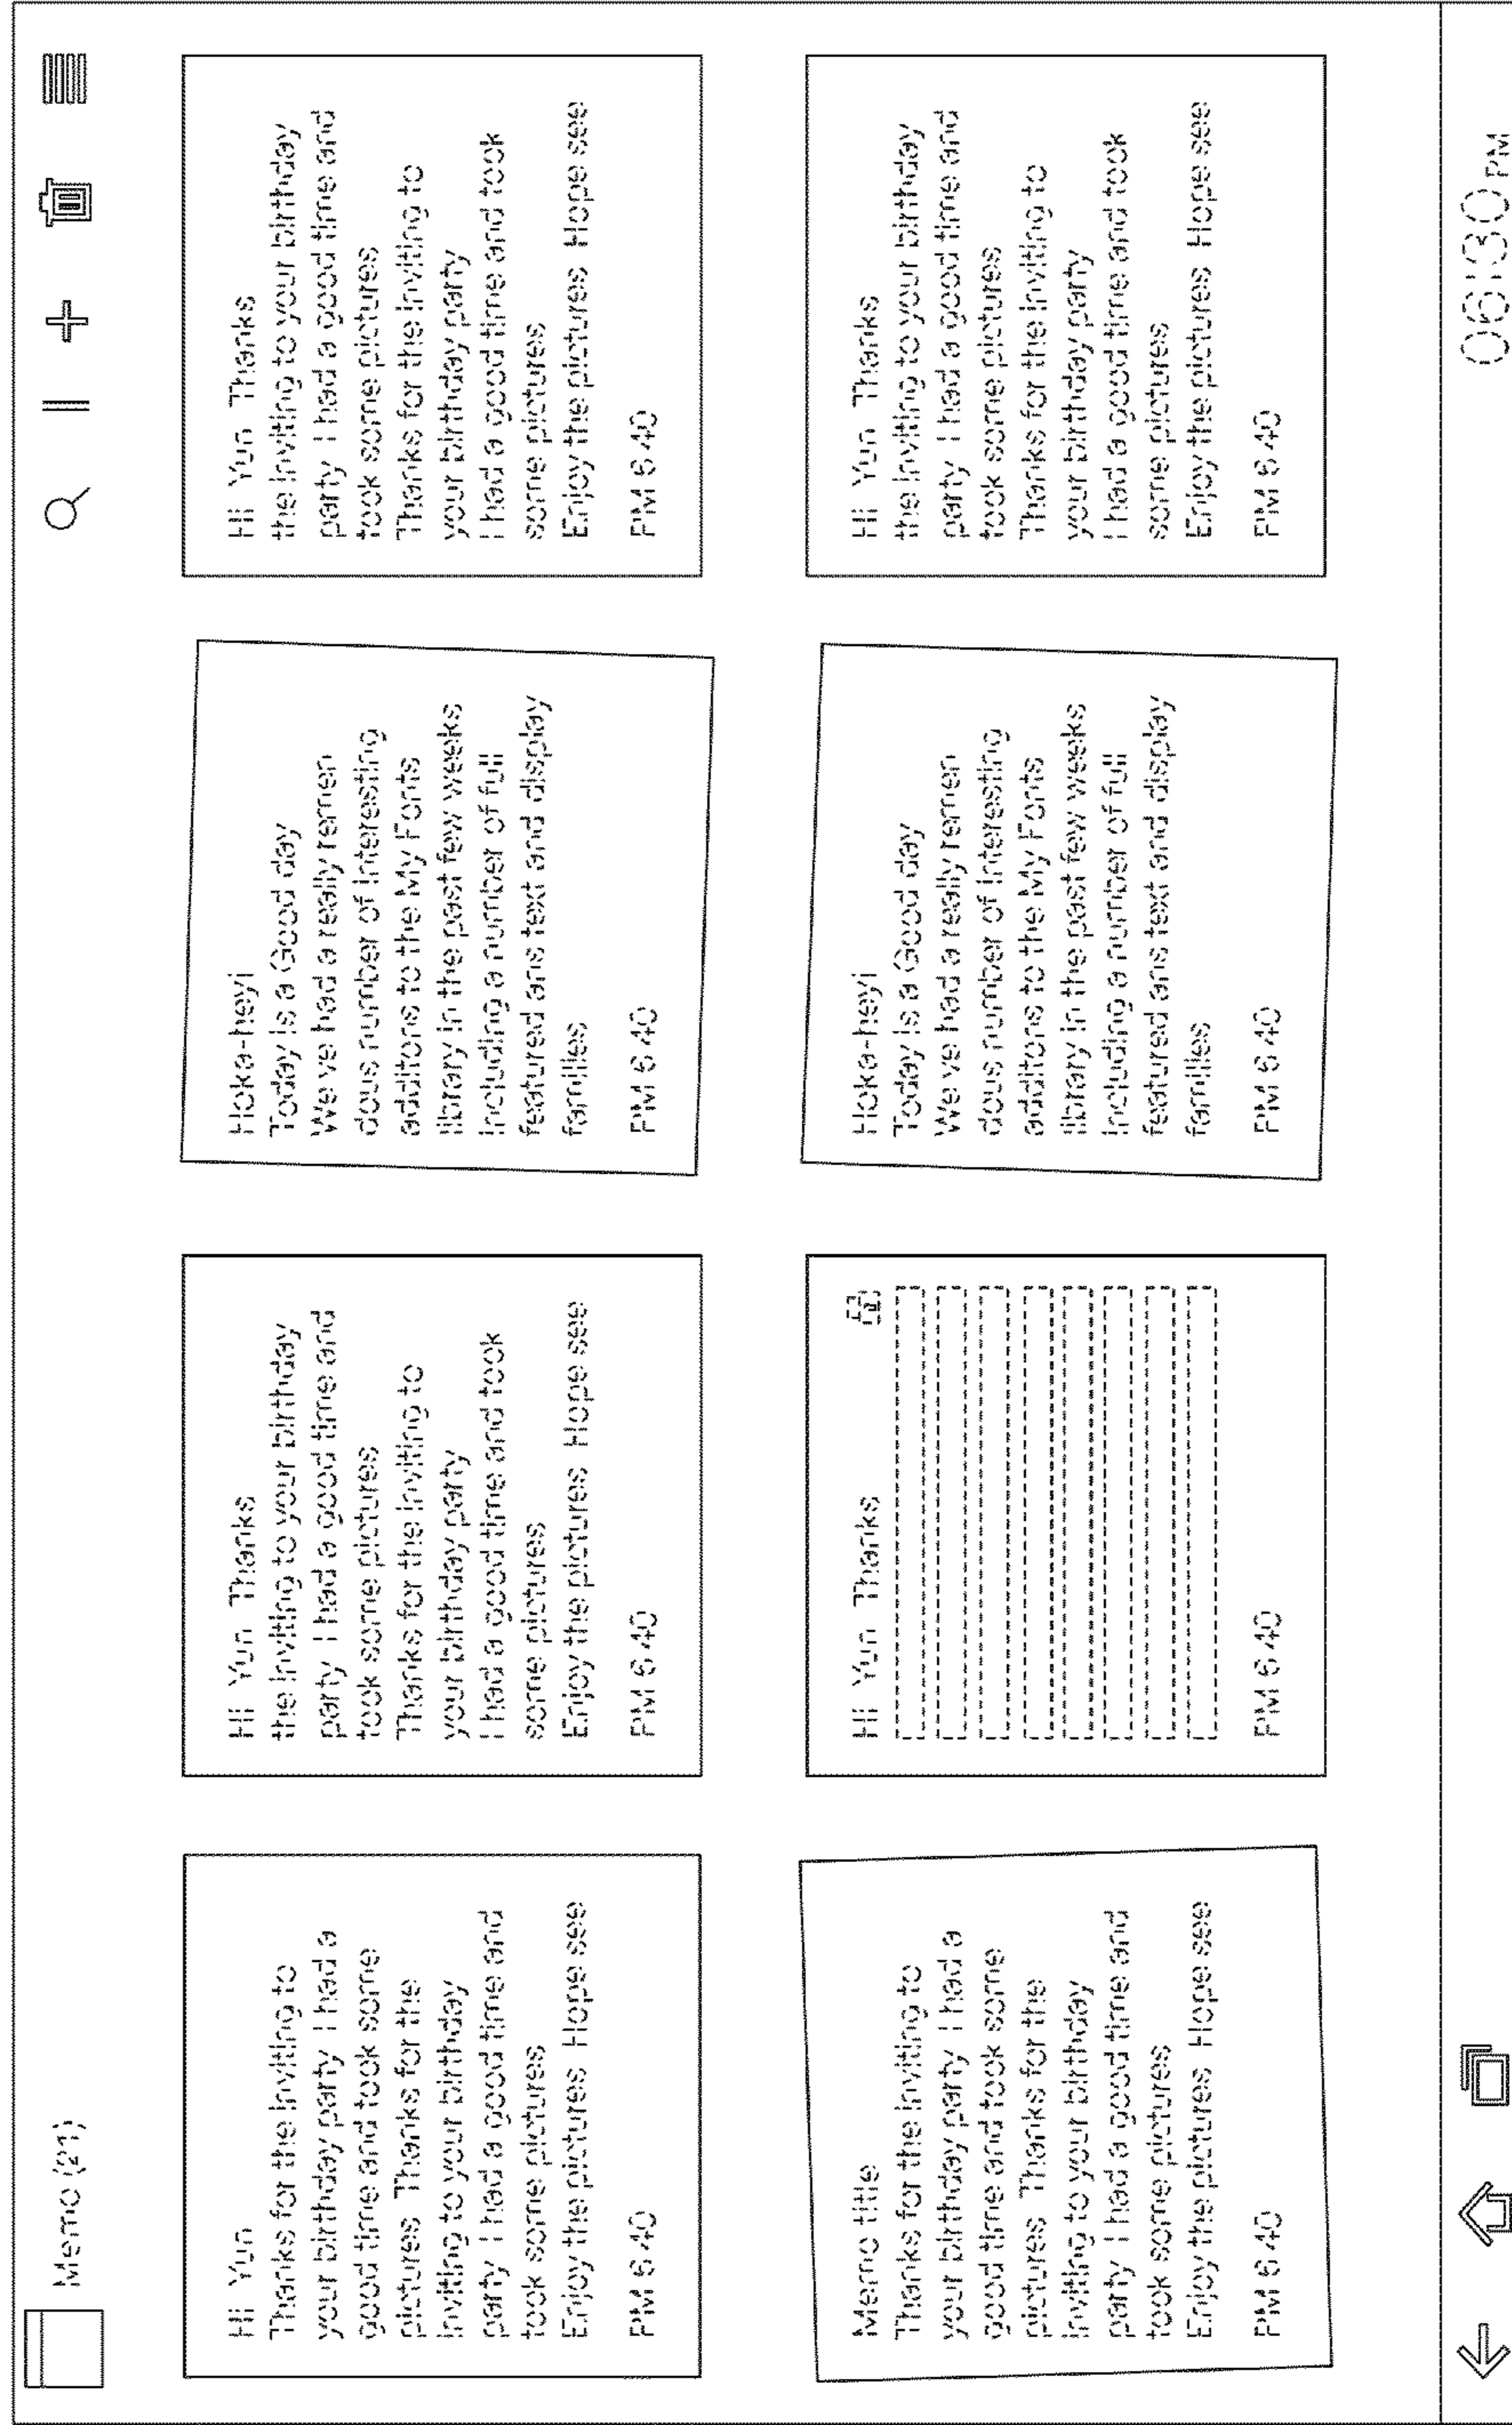 Memo (21)
Hi Yun
Thanks for the Inviting to
your birthday party I had a
good time and took some
pictures Thanks for the
Inviting to your birthday
party I had a good time and
took some pictures
Enjoy the pictures Hope see
PM 6.40
Hi Yun Thanks
the Inviting to your birthday
party I had a good time and
took some pictures
Thanks for the Inviting to
your birthday party
I had a good time and took
some pictures
Enjoy the pictures Hope see
PM 6.40
Hoka-heyi
Today is a Good day
We ve had a really remen
dous number of Interesting
additons to the My Fonts
library in the past few weeks
Including a number of full
featured ans text and display
families
PM 6.40
Hi Yun Thanks
the Inviting to your birthday
party I had a good time and
took some pictures
Thanks for the Inviting to
your birthday party
I had a good time and took
some pictures
Enjoy the pictures Hope see
PM 6.40
Memo title
Thanks for the Inviting to
your birthday party I had a
good time and took some
pictures Thanks for the
Inviting to your birthday
party I had a good time and
took some pictures
Enjoy the pictures Hope see
PM 6.40
Hi Yun Thanks
PM 6.40
Hoka-heyi
Today is a Good day
We ve had a really remen
dous number of Interesting
additons to the My Fonts
library in the past few weeks
Including a number of full
featured ans text and display
families
PM 6.40
Hi Yun Thanks
the Inviting to your birthday
party I had a good time and
took some pictures
Thanks for the Inviting to
your birthday party
I had a good time and took
some pictures
Enjoy the pictures Hope see
PM 6.40
06:30 PM